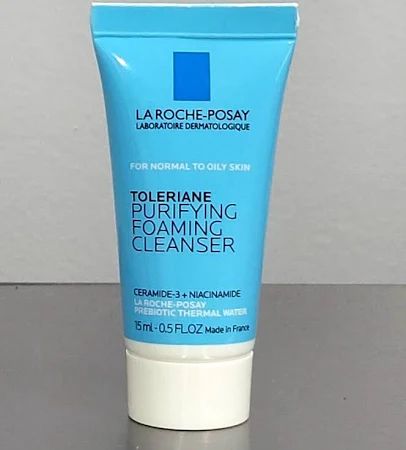 LA ROCHE-POSAY
LABORATOIRE DERMATOLOGIQUE
FOR NORMAL TO OILY SKIN
TOLERIANE
PURIFYING
FOAMING
CLEANSER
CERAMIDE-3 + NIACINAMIDE
LA ROCHE-POSAY
PREBIOTIC THERMAL WATER
15 ml - 0.5 FL.OZ Made in France